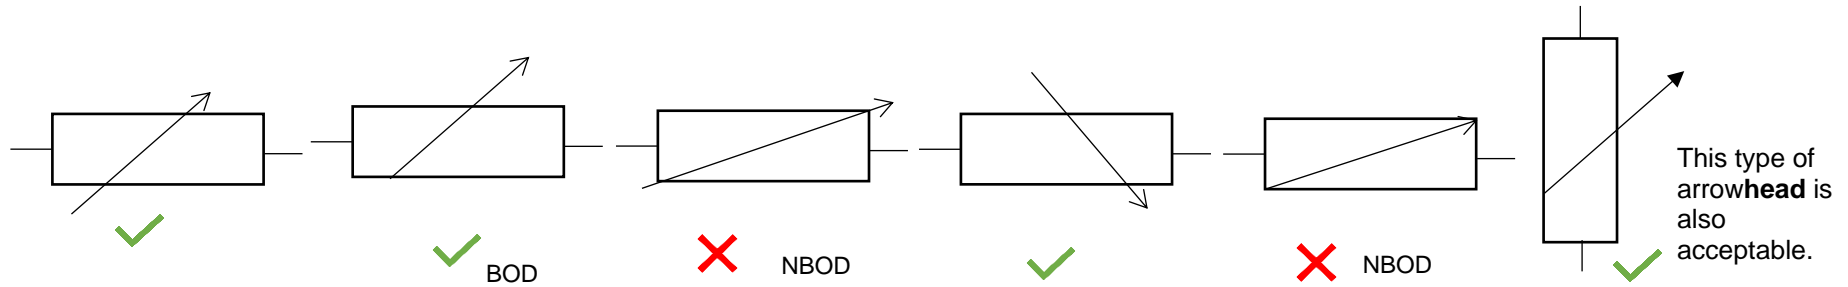 BOD
NBOD
NBOD
This type of
arrowhead is
also
acceptable.